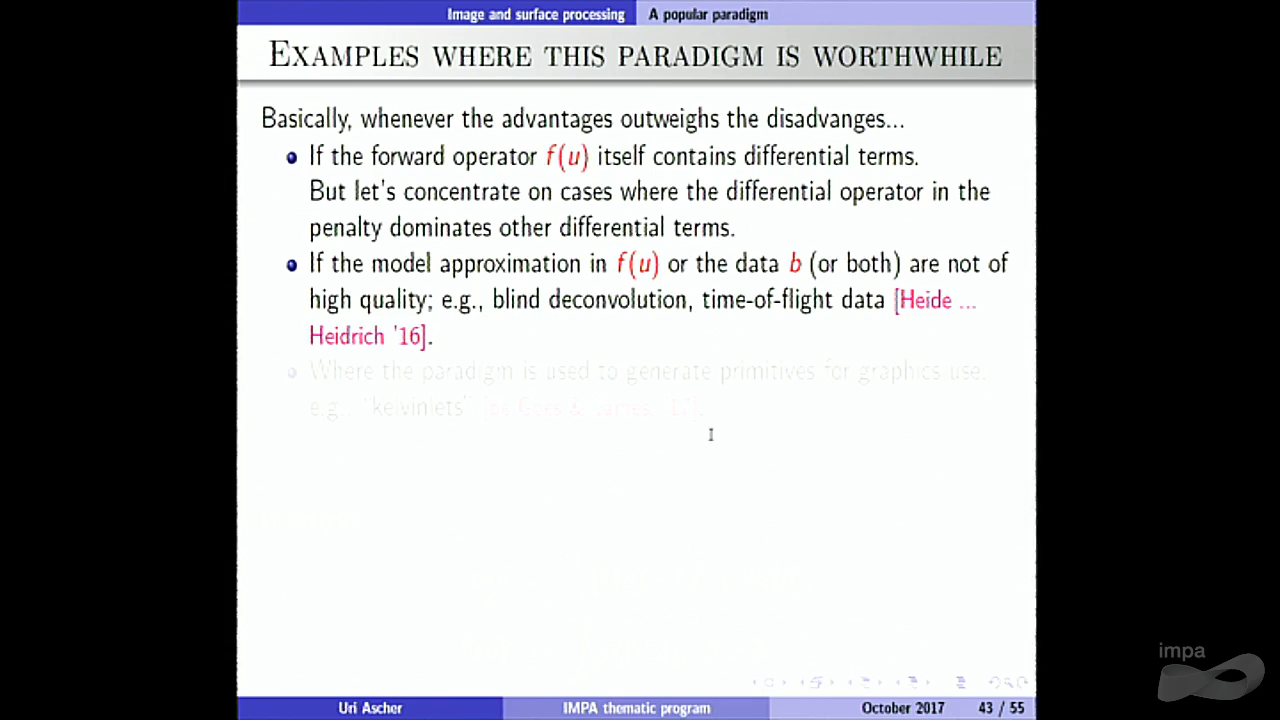 Image and surface processing A popular paradigm
Examples where this paradigm is worthwhile
Basically, whenever the advantages outweighs the disadvanges...
If the forward operator f(u) itself contains differential terms.
But let's concentrate on cases where the differential operator in the
penalty dominates other differential terms.
If the model approximation in f(u) or the data b (or both) are not of
high quality; e.g., blind deconvolution, time-of-flight data [Heide ...
Heidrich '16].
Where the paradigm is used to generate primitives for graphics use,
e.g., 'kelvinlets'
Uri Ascher IMPA thematic program October 2017 43 / 55
impa